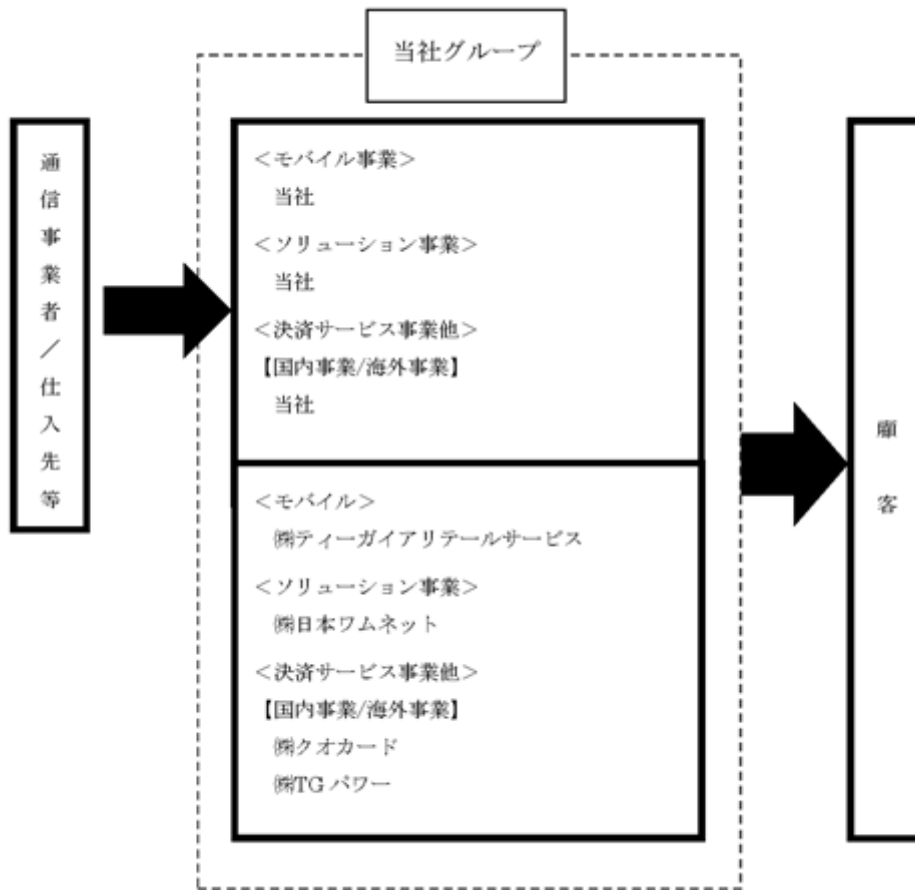 当社グループ
通信事業者／仕入先等
＜モバイル事業＞
当社
＜ソリューション事業＞
当社
＜決済サービス事業他＞
【国内事業/海外事業】
当社
＜モバイル＞
㈱ティーガイアリテールサービス
＜ソリューション事業＞
㈱日本ワムネット
＜決済サービス事業他＞
【国内事業/海外事業】
㈱クオカード
㈱TGパワー
顧客